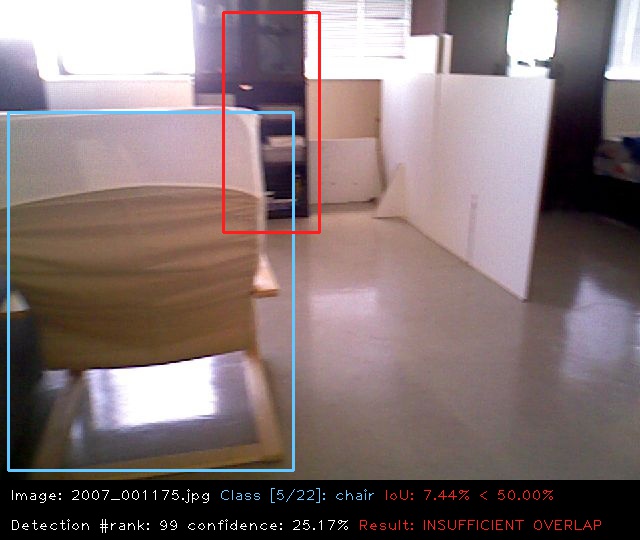 Image: 2007_001175.jpg Class [5/22]: chair IoU: 7.44% < 50.00%
Detection #rank: 99 confidence: 25.17% Result: INSUFFICIENT OVERLAP